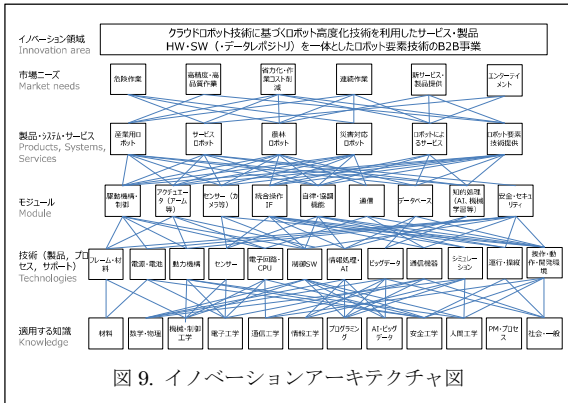 イノベーション領域
Innovation area
クラウドロボット技術に基づくロボット高度化技術を利用したサービス・製品
HW・SW（・データレポジトリ）を一体としたロボット要素技術のB2B事業
市場ニーズ
Market needs
危険作業
高精度・高
品質作業
省力化・作
業コスト削
減
連続作業
新サービス・
製品提供
エンターテイ
メント
製品・システム・サービス
Products, Systems,
Services
産業用ロ
ボット
サービス
ロボット
農林
ロボット
災害対応
ロボット
ロボットによ
るサービス
ロボット要素
技術提供
モジュール
Module
駆動機構・
制御
アクチュエー
タ（アーム
等）
センサー（カ
メラ等）
統合操作
IF
自律・協調
機能
通信
データベース
知的処理
（AI、機械
学習等）
安全・セキュ
リティ
技術（製品，プロ
セス，サポート）
Technologies
フレーム・材
料
電源・電池
動力機構
センサー
電子回路・
CPU
制御SW
情報処理・
AI
ビッグデータ
通信機器
シミュレー
ション
運行・操縦
操作・動
作・開発環
境
適用する知識
Knowledge
材料
数学・物理
機械・制御
工学
電子工学
通信工学
情報工学
プログラミン
グ
AI・ビッグ
データ
安全工学
人間工学
PM・プロセ
ス
社会・一般
図 9. イノベーションアーキテクチャ図